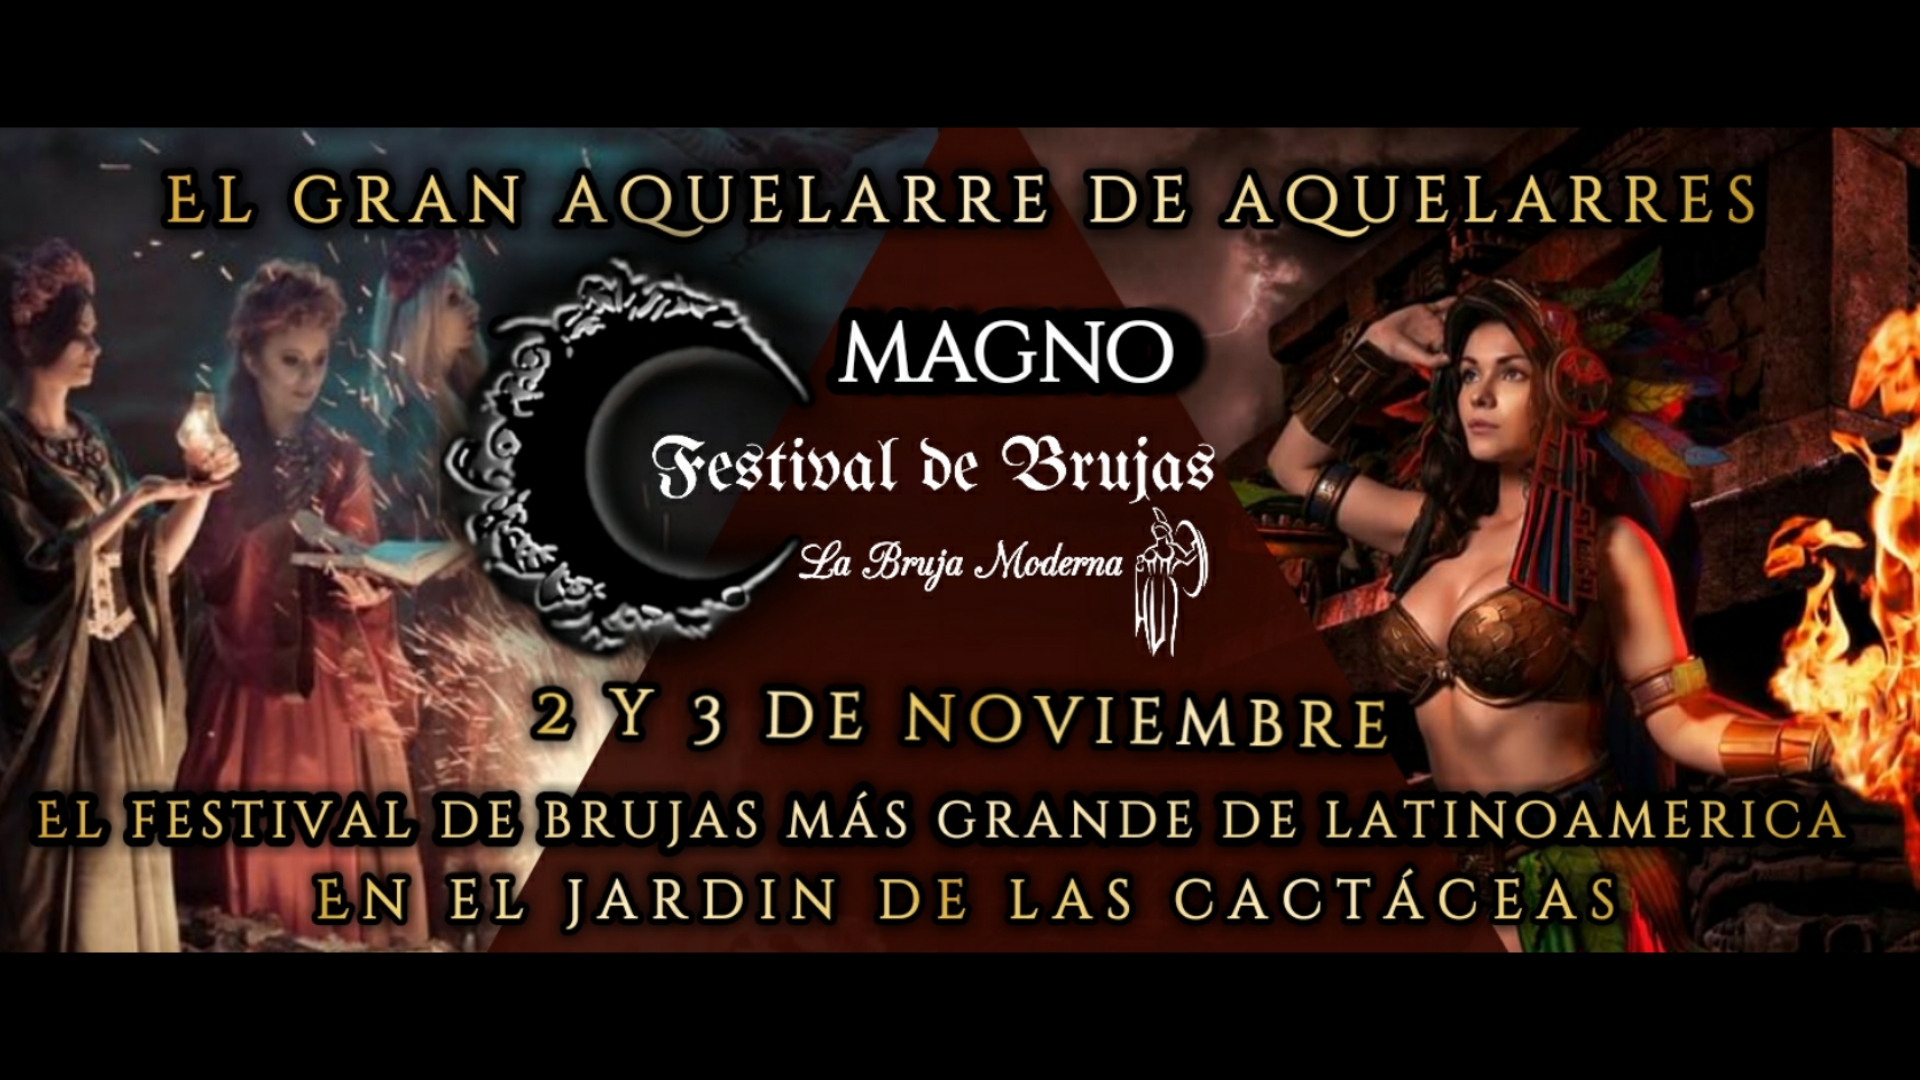 EL GRAN AQUELARRE DE AQUELARRES
MAGNO
Festival de Brujas
La Bruja Moderna
2 Y 3 DE NOVIEMBRE
EL FESTIVAL DE BRUJAS MÁS GRANDE DE LATINOAMERICA
EN EL JARDIN DE LAS CACTÁCEAS